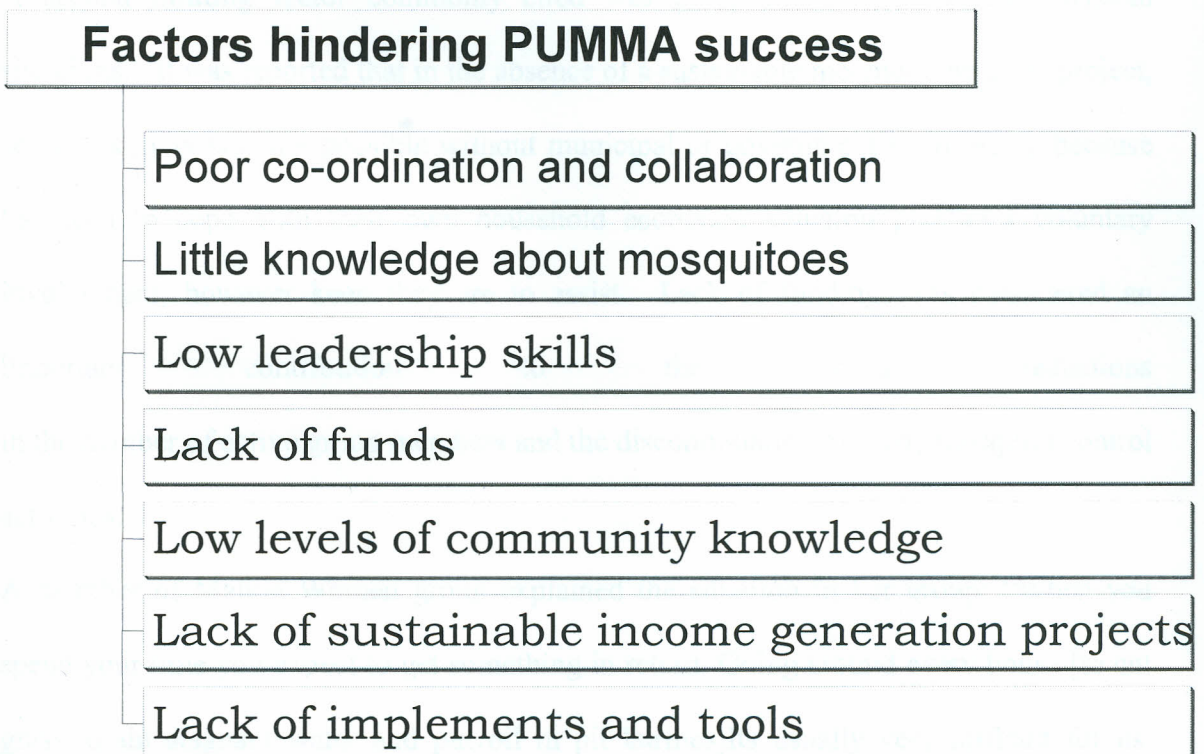 Factors hindering PUMMA success
Poor co-ordination and collaboration
Little knowledge about mosquitoes
Low leadership skills
Lack of funds
Low levels of community knowledge
Lack of sustainable income generation projects
Lack of implements and tools